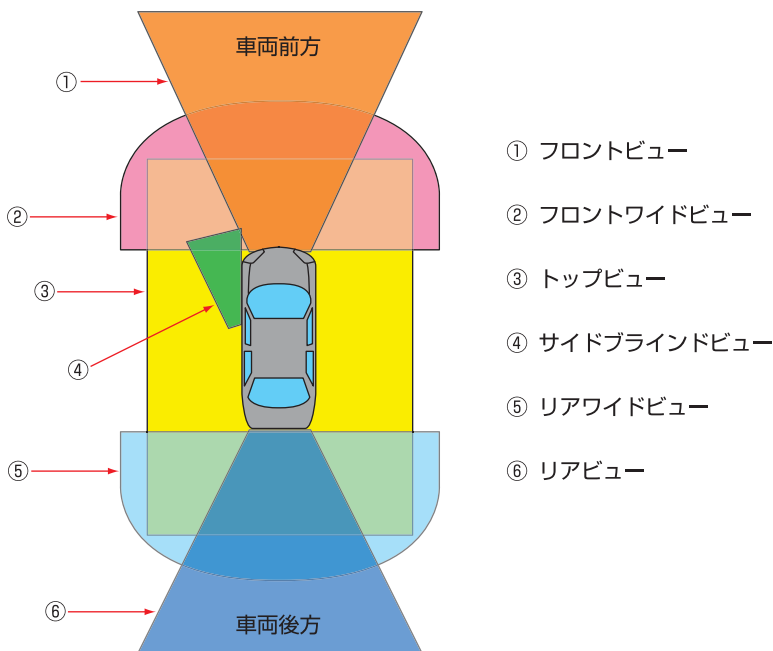 車両前方
①
②
③
④
⑤
⑥
車両後方
① フロントビュー
② フロントワイドビュー
③ トップビュー
④ サイドブラインドビュー
⑤ リアワイドビュー
⑥ リアビュー